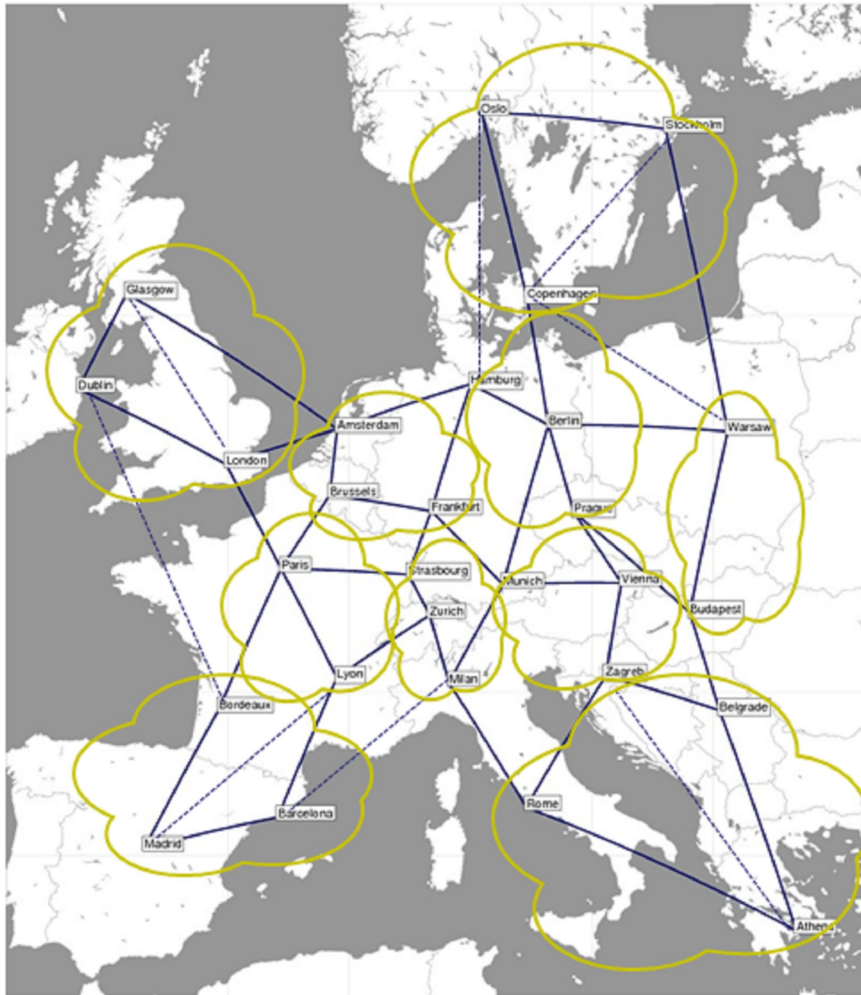 Oslo
Stockholm
Glasgow
Copenhagen
Dublin
Hamburg
Amsterdam
Berlin
Warsaw
London
Brussels
Frankfurt
Prague
Paris
Strasbourg
Munich
Vienna
Zurich
Budapest
Lyon
Milan
Zagreb
Bordeaux
Belgrade
Rome
Barcelona
Madrid
Athens